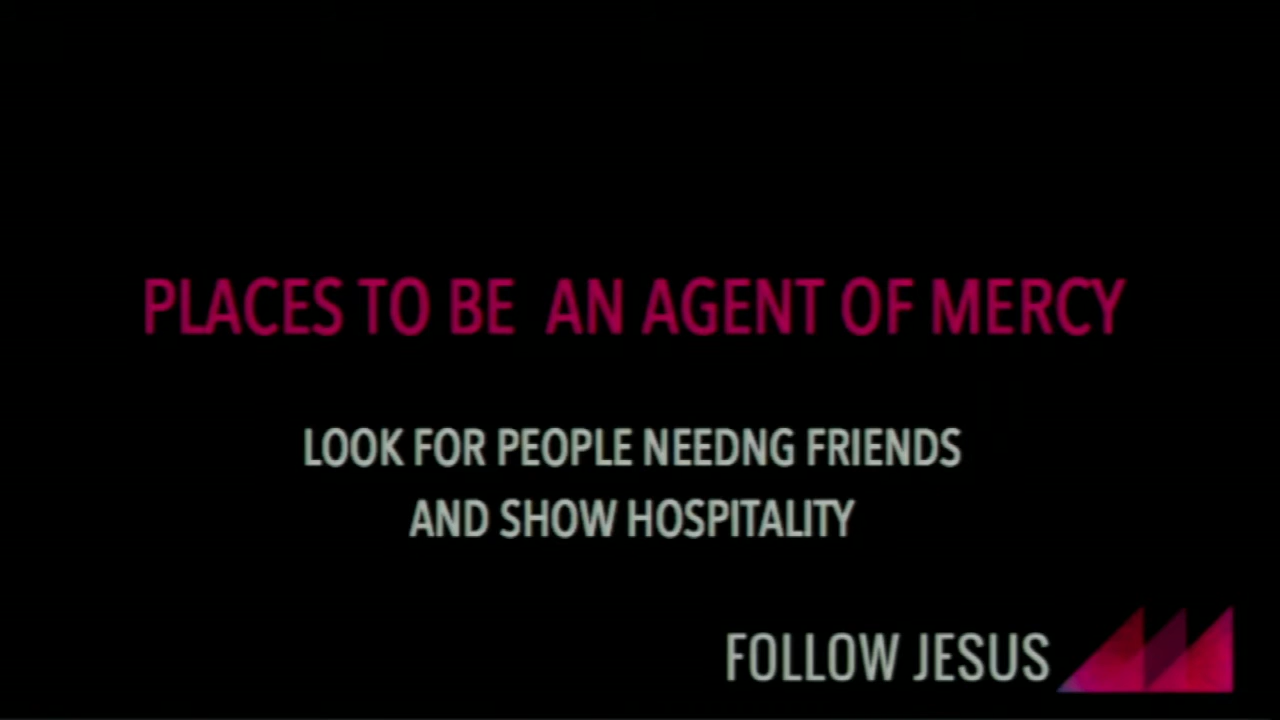 PLACES TO BE  AN AGENT OF MERCY
LOOK FOR PEOPLE NEEDNG FRIENDS
AND SHOW HOSPITALITY
FOLLOW JESUS